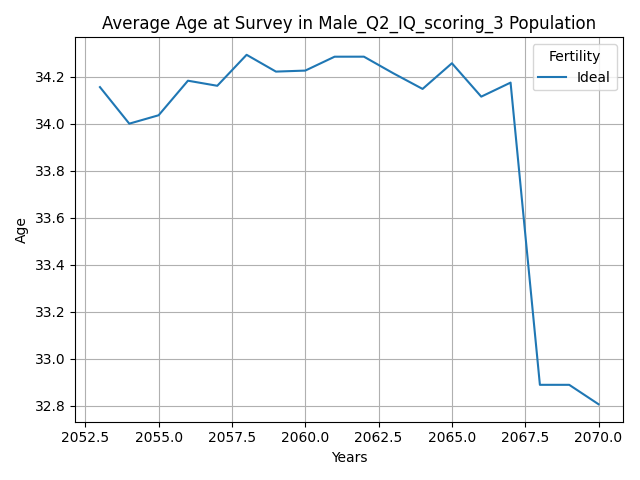 Average Age at Survey in Male_Q2_IQ_scoring_3 Population
Fertility
Ideal
34.2
34.0
33.8
33.6
33.4
33.2
33.0
32.8
Age
2052.5 2055.0 2057.5 2060.0 2062.5 2065.0 2067.5 2070.0
Years